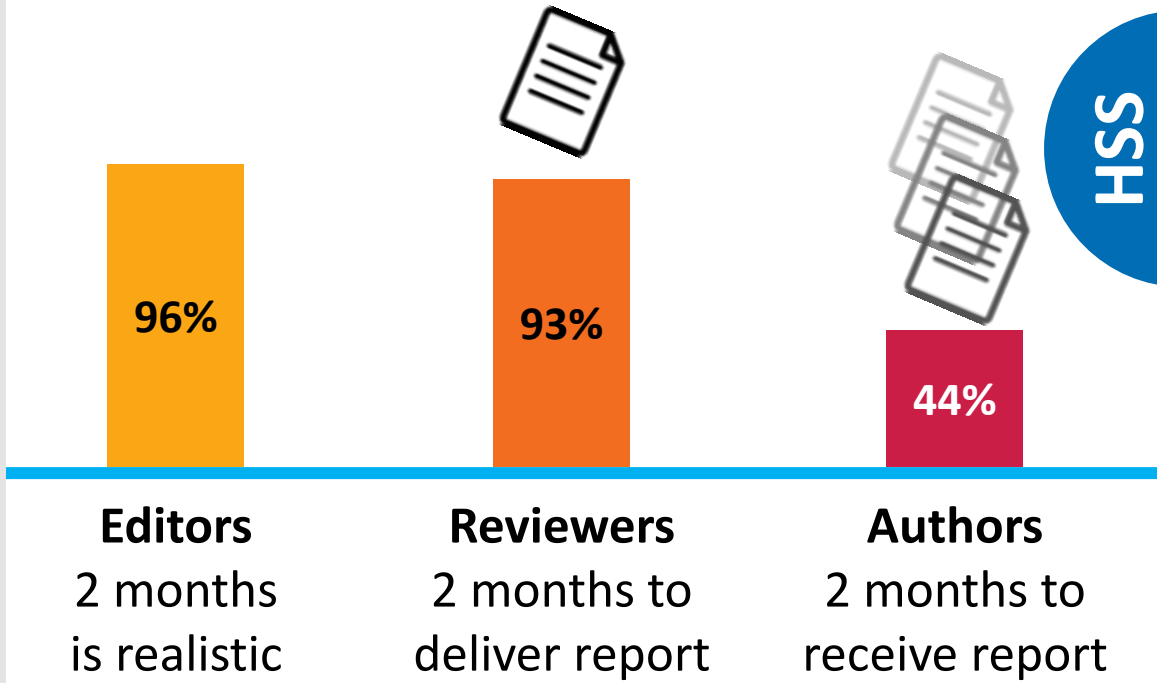 HSS
96%
93%
44%
Editors
2 months
is realistic
Reviewers
2 months to
deliver report
Authors
2 months to
receive report